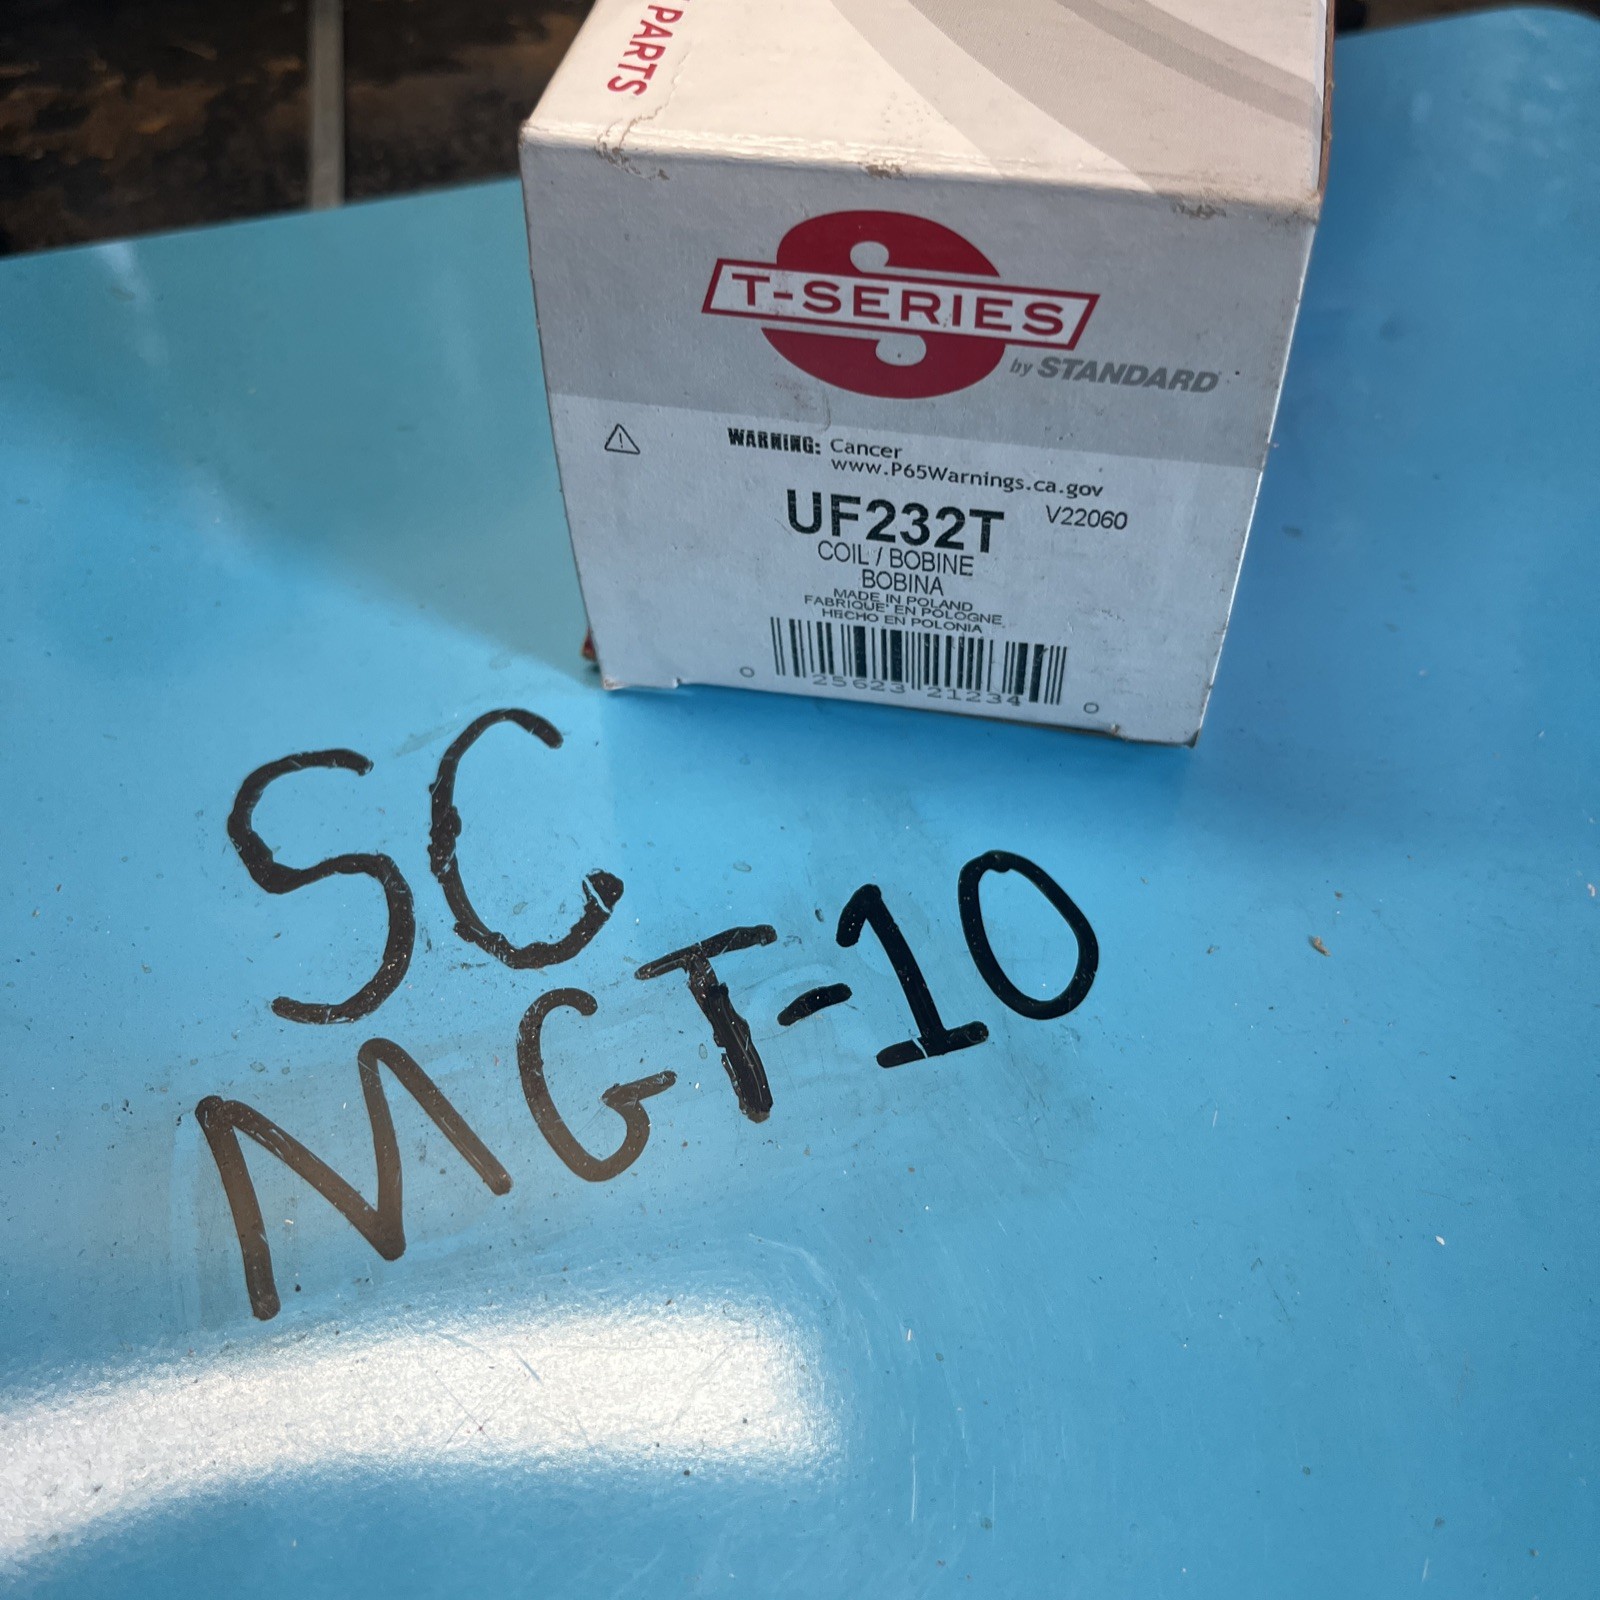 PARTS
T-SERIES
by STANDARD
WARNING: Cancer
www.P65Warnings.ca.gov
UF232T V22060
COIL / BOBINE
BOBINA
MADE IN POLAND
FABRIQUE EN POLOGNE
HECHO EN POLONIA
0 25623 21234 0
SC
MGT-10